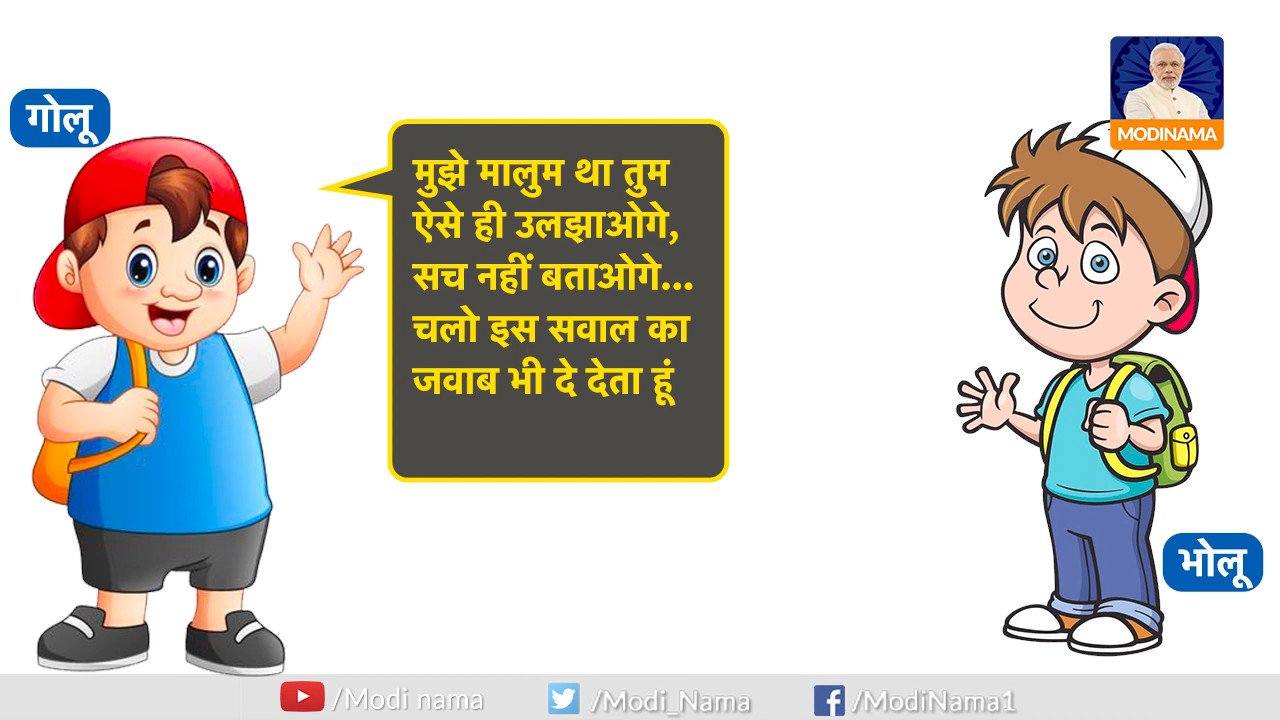 गोलू
MODINAMA
मुझे मालुम था तुम
ऐसे ही उलझाओगे,
सच नहीं बताओगे...
चलो इस सवाल का
जवाब भी दे देता हूं
भोलू
/Modi nama
/Modi_Nama
/ModiNama1